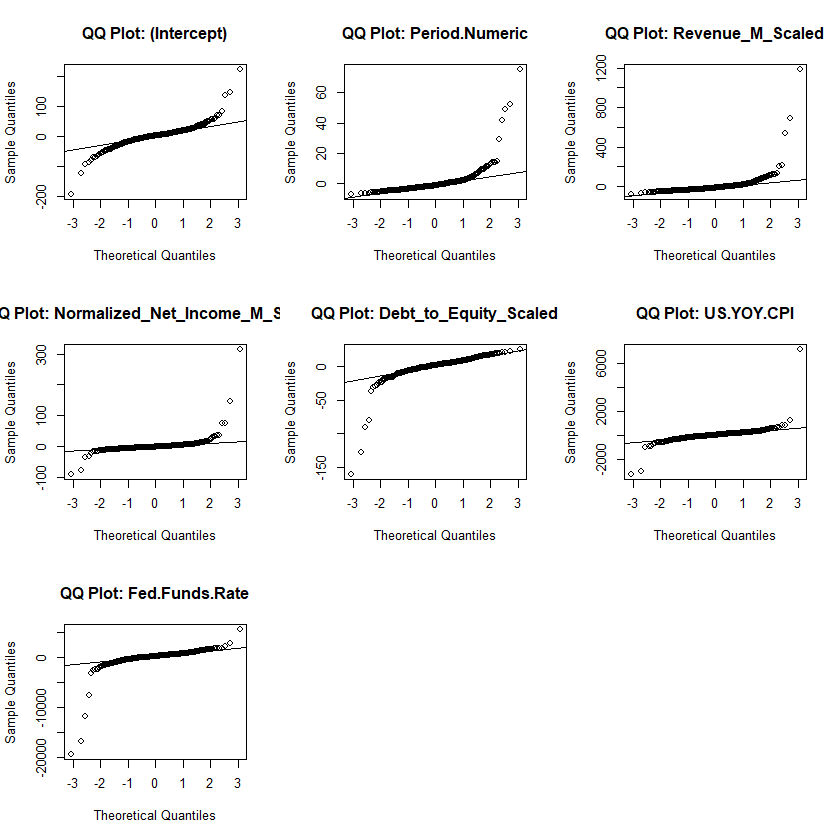 QQ Plot: (Intercept)
Sample Quantiles
-200
0
100
-3 -2 -1 0 1 2 3
Theoretical Quantiles
QQ Plot: Period.Numeric
Sample Quantiles
0
20
60
-3 -2 -1 0 1 2 3
Theoretical Quantiles
QQ Plot: Revenue_M_Scaled
Sample Quantiles
0
400
800
1200
-3 -2 -1 0 1 2 3
Theoretical Quantiles
Q Plot: Normalized_Net_Income_M_S
Sample Quantiles
-100
0
100
300
-3 -2 -1 0 1 2 3
Theoretical Quantiles
QQ Plot: Debt_to_Equity_Scaled
Sample Quantiles
-150
-50
0
-3 -2 -1 0 1 2 3
Theoretical Quantiles
QQ Plot: US.YOY.CPI
Sample Quantiles
-2000
2000
6000
-3 -2 -1 0 1 2 3
Theoretical Quantiles
QQ Plot: Fed.Funds.Rate
Sample Quantiles
-20000
-10000
0
-3 -2 -1 0 1 2 3
Theoretical Quantiles